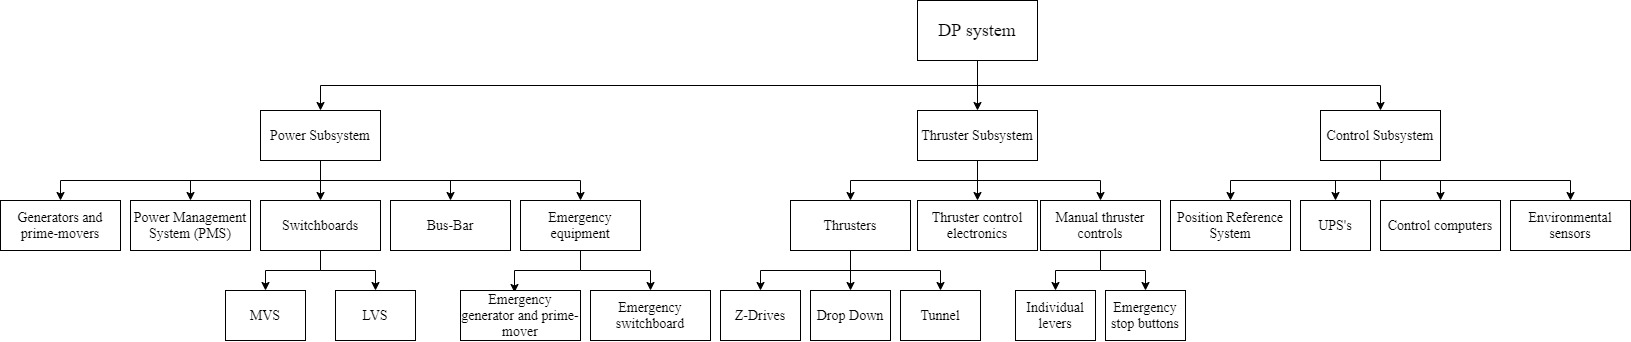 DP system
Power Subsystem
Thruster Subsystem
Control Subsystem
Generators and
prime-movers
Power Management
System (PMS)
Switchboards
Bus-Bar
Emergency
equipment
Thrusters
Thruster control
electronics
Manual thruster
controls
Position Reference
System
UPS's
Control computers
Environmental
sensors
MVS
LVS
Emergency
generator and prime-
mover
Emergency
switchboard
Z-Drives
Drop Down
Tunnel
Individual
levers
Emergency
stop buttons